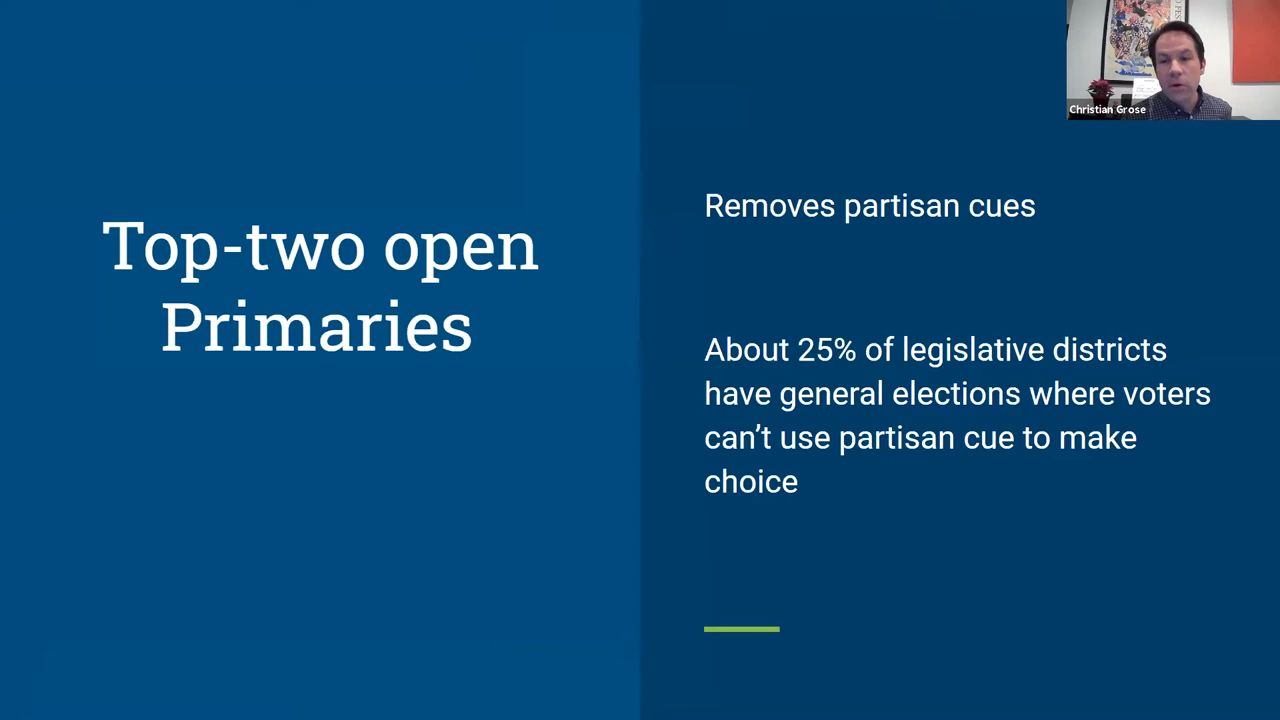 Christian Grose
Top-two open
Primaries
Removes partisan cues
About 25% of legislative districts
have general elections where voters
can’t use partisan cue to make
choice